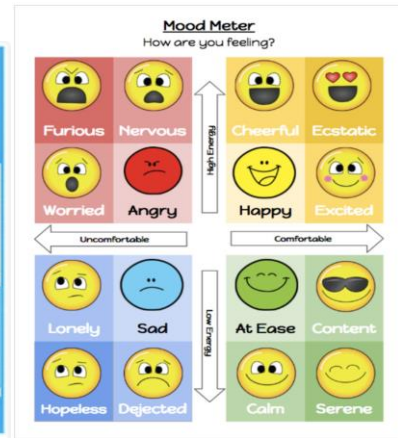 Mood Meter
How are you feeling?
Furious Nervous Cheerful Ecstatic
High Energy
Worried Angry Happy Excited
Uncomfortable Comfortable
Lonely Sad At Ease Content
Low Energy
Hopeless Dejected Calm Serene